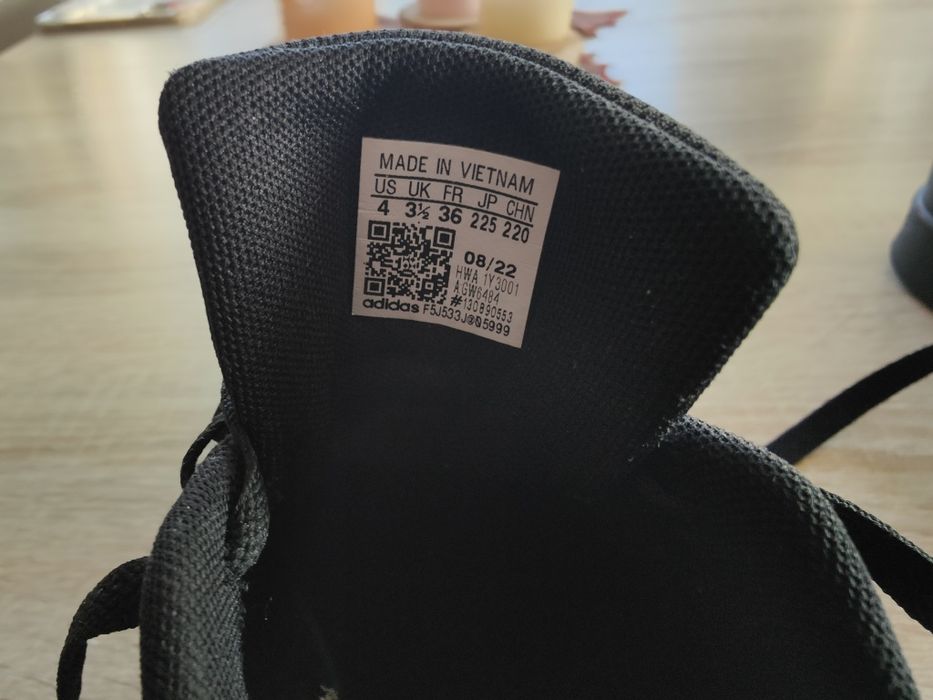 MADE IN VIETNAM
US UK FR JP CHN
4 3½ 36 225 220
08/22
HWA 1Y3001
AGW6484
#130890553
adidas F5J533J®05999